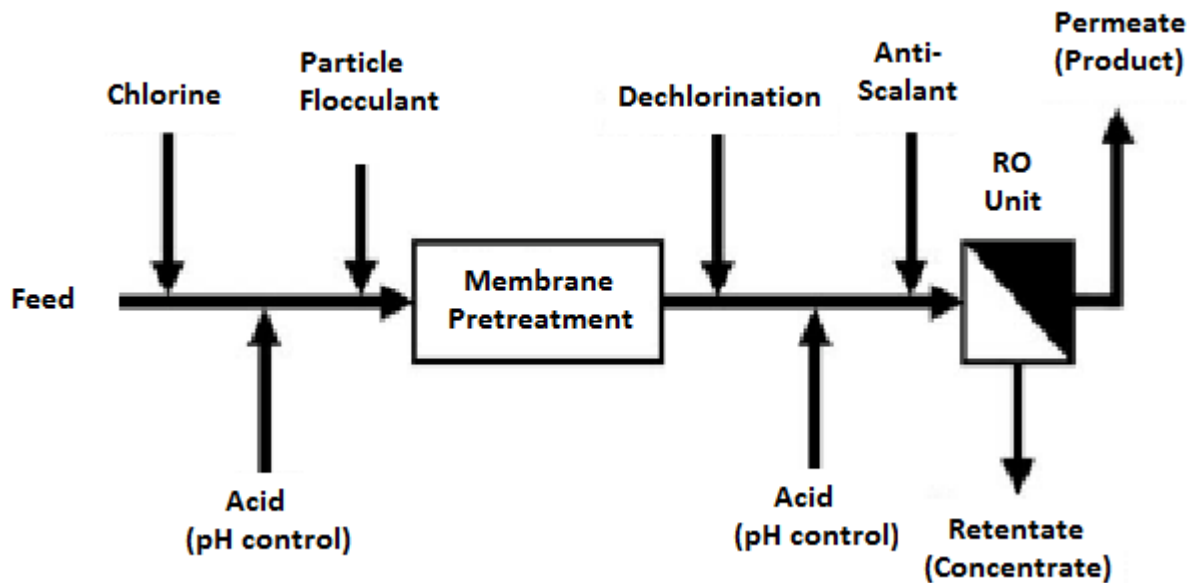 Chlorine
Particle
Flocculant
Dechlorination
Anti-
Scalant
Permeate
(Product)
RO
Unit
Feed
Membrane
Pretreatment
Acid
(pH control)
Acid
(pH control)
Retentate
(Concentrate)